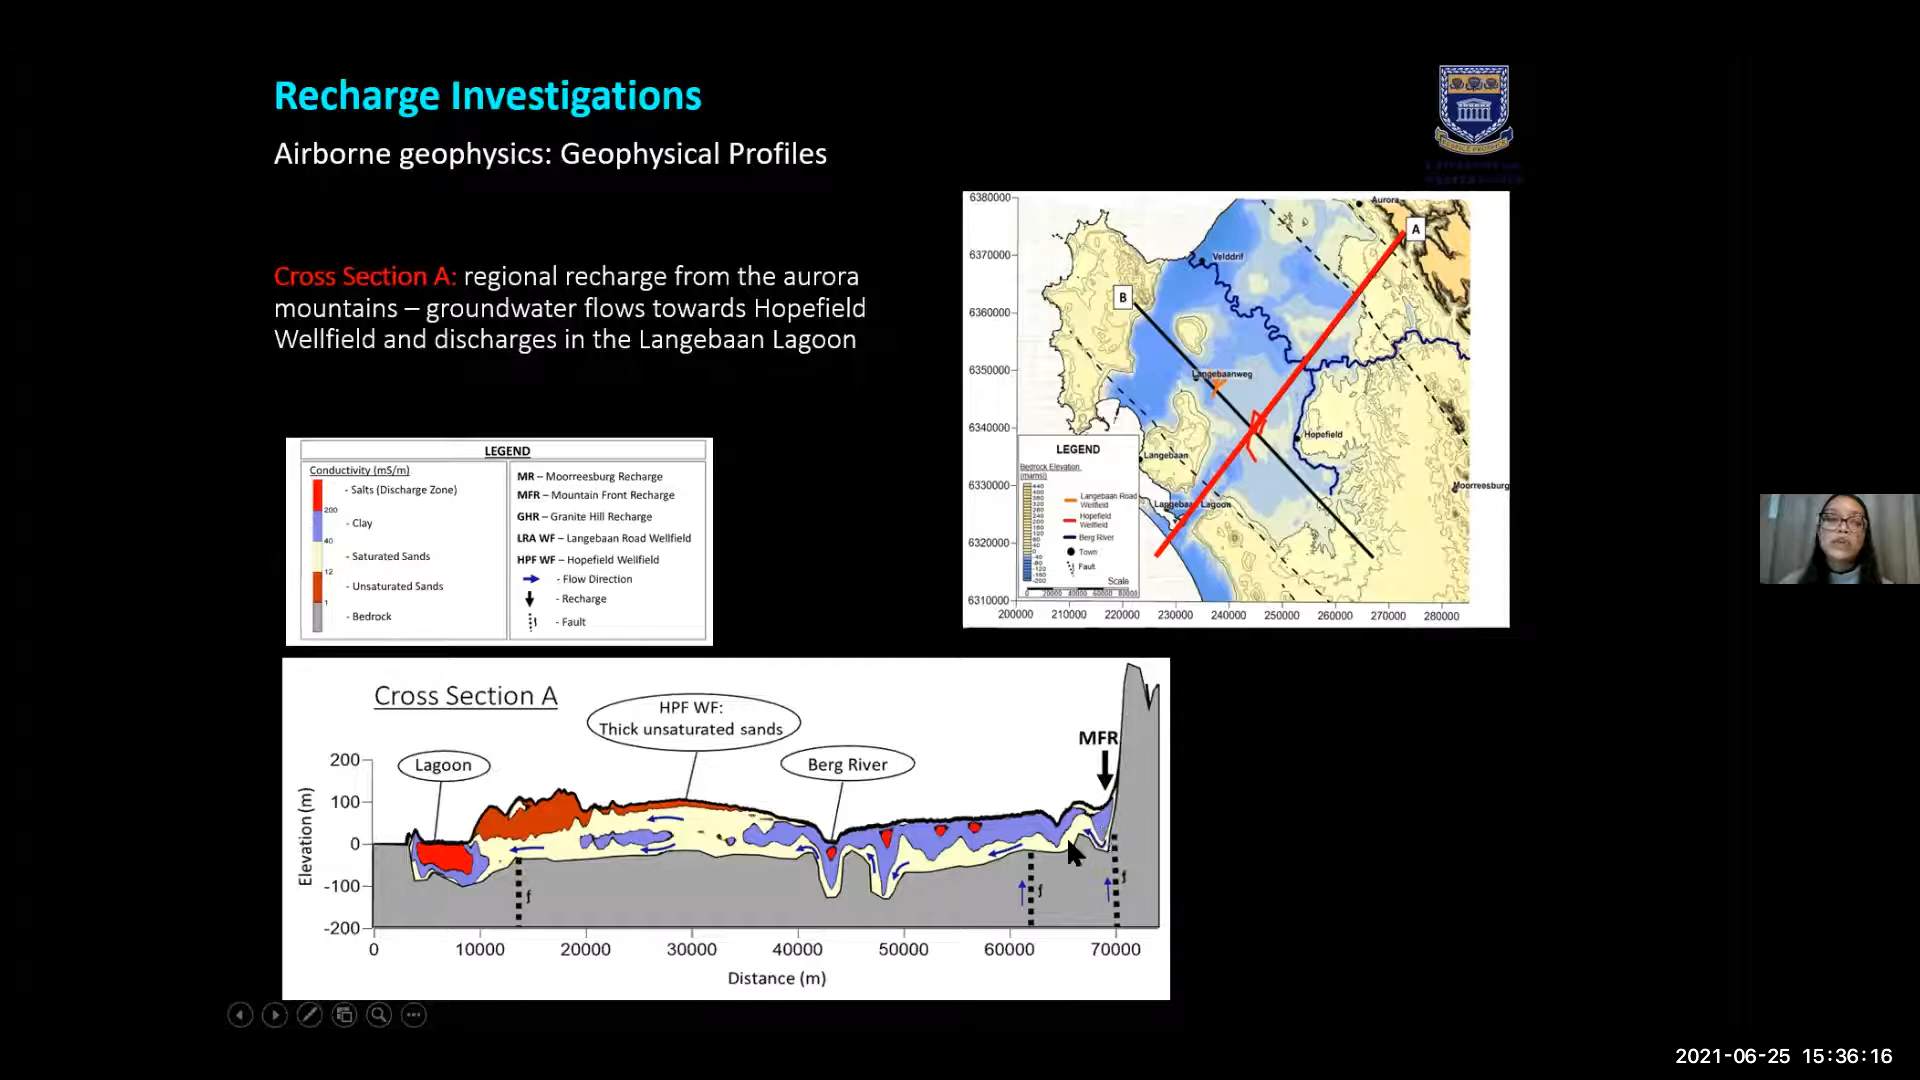 Recharge Investigations
Airborne geophysics: Geophysical Profiles
Cross Section A: regional recharge from the aurora
mountains – groundwater flows towards Hopefield
Wellfield and discharges in the Langebaan Lagoon
LEGEND
Conductivity (mS/m)
- Salts (Discharge Zone)
200
- Clay
40
- Saturated Sands
12
- Unsaturated Sands
1
- Bedrock
MR – Moorreesburg Recharge
MFR – Mountain Front Recharge
GHR – Granite Hill Recharge
LRA WF – Langebaan Road Wellfield
HPF WF – Hopefield Wellfield
- Flow Direction
- Recharge
f - Fault
6380000
6370000
6360000
6350000
6340000
6330000
6320000
6310000
200000 210000 220000 230000 240000 250000 260000 270000 280000
Aurora
A
Velddrif
B
Langebaanweg
Hopefield
Langebaan
Moorreesburg
Langebaan Lagoon
LEGEND
Bedrock Elevation
(mamsl)
Langebaan Road
Wellfield
Hopefield
Wellfield
Berg River
Town
Fault
Scale
0 20000 40000 60000 80000
Cross Section A
HPF WF:
Thick unsaturated sands
Lagoon
Berg River
MFR
Elevation (m)
200
100
0
-100
-200
f
f
f
0 10000 20000 30000 40000 50000 60000 70000
Distance (m)
2021-06-25 15:36:16